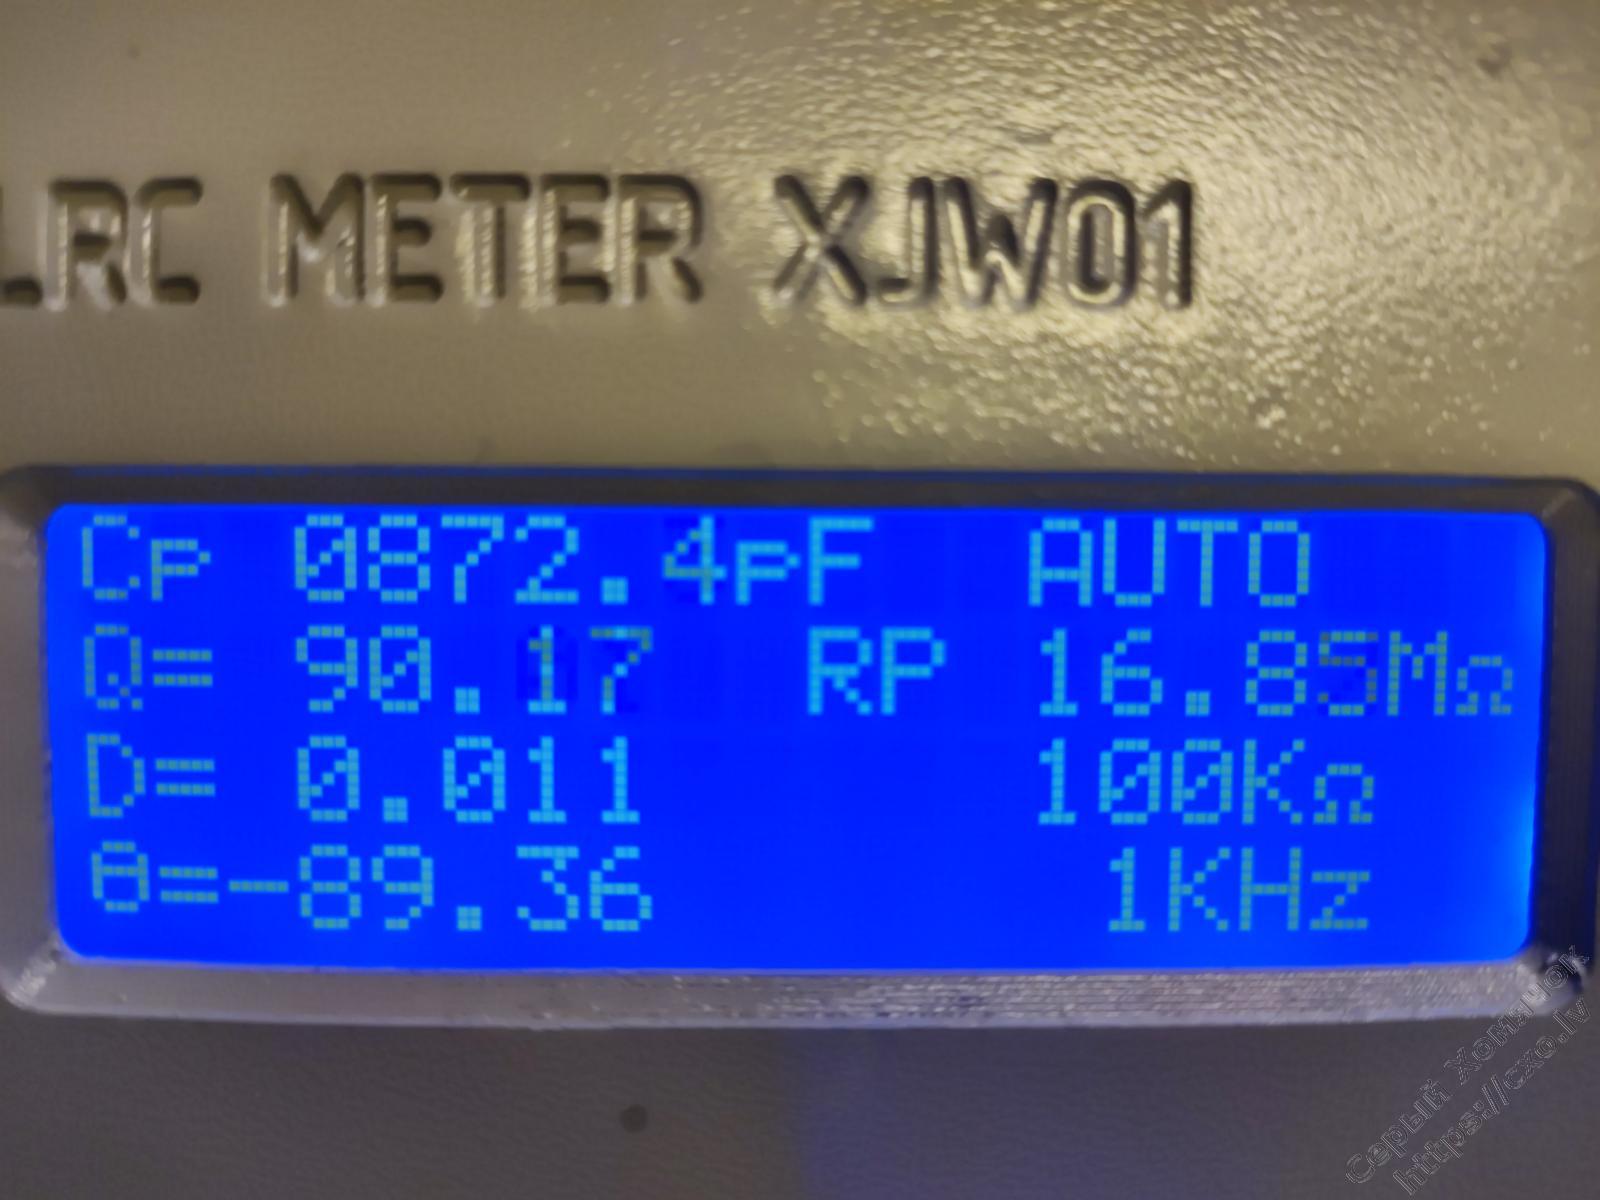 LRC METER XJW01
Cp 0872.4pF AUTO
Q= 90.17 RP 16.85MΩ
D= 0.011 100KΩ
θ=-89.36 1KHz
Серый Хомячок
https://cxo.lv